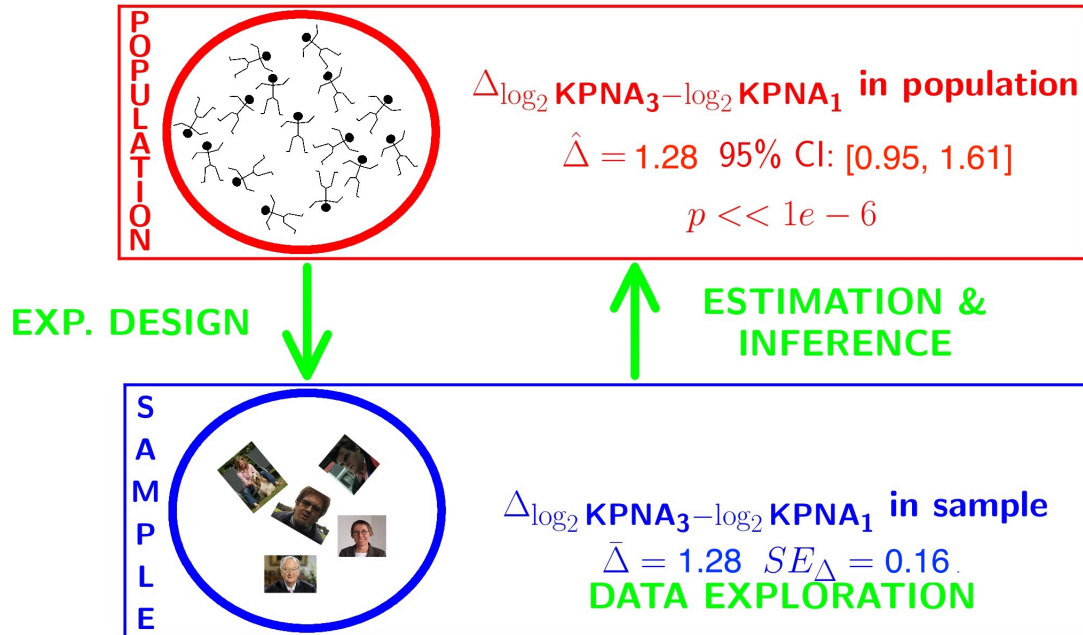 POPULATION
Δlog₂ KPNA₃−log₂ KPNA₁ in population
Δ̂ = 1.28 95% CI: [0.95, 1.61]
p << 1e − 6
EXP. DESIGN
ESTIMATION &
INFERENCE
SAMPLE
Δlog₂ KPNA₃−log₂ KPNA₁ in sample
Δ̄ = 1.28 SE_Δ = 0.16 .
DATA EXPLORATION